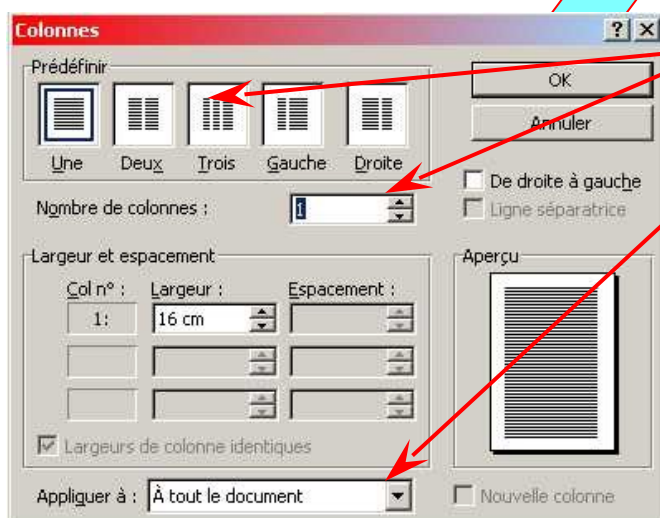 Colonnes
Prédéfinir
OK
Annuler
Une Deux Trois Gauche Droite
De droite à gauche
Nombre de colonnes : 1
Ligne séparatrice
Largeur et espacement
Aperçu
Col n° : Largeur : Espacement :
1: 16 cm
Largeurs de colonne identiques
Appliquer à : À tout le document
Nouvelle colonne